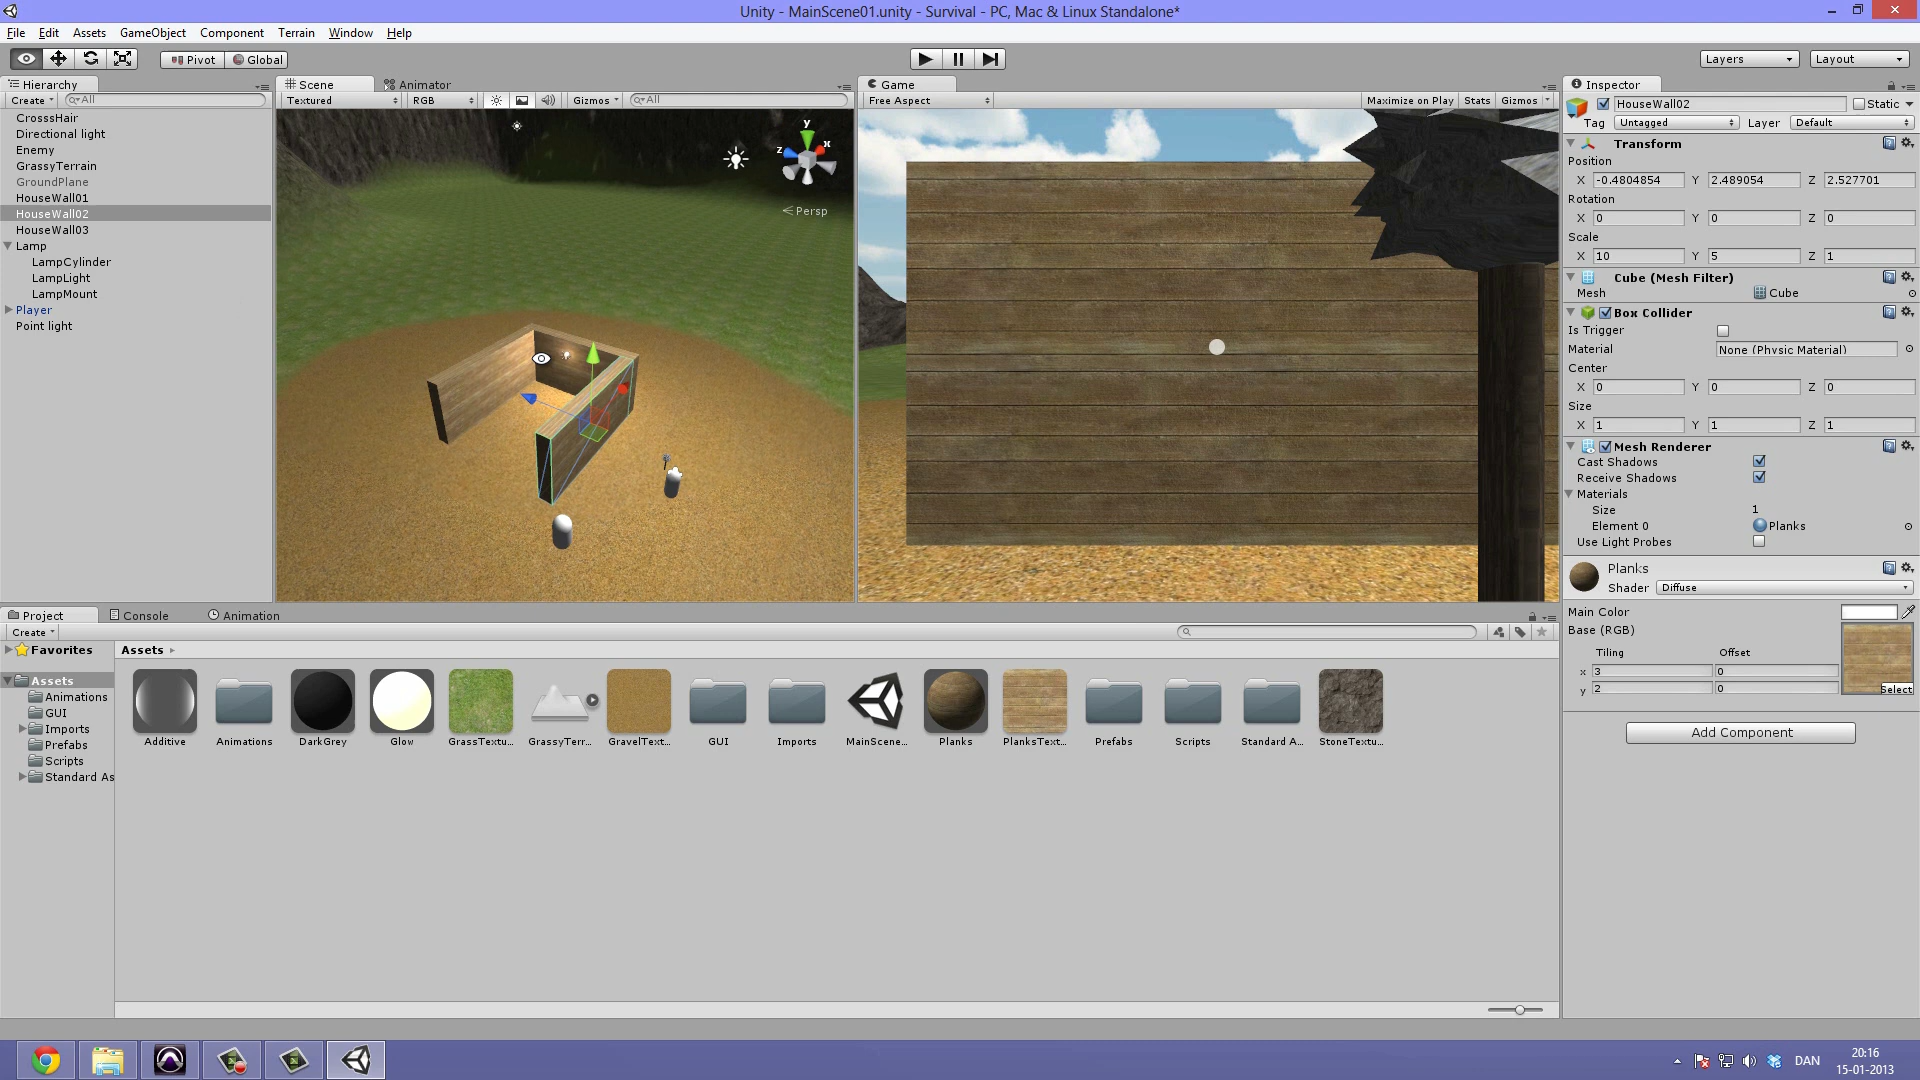 Unity - MainScene01.unity - Survival - PC, Mac & Linux Standalone*
File Edit Assets GameObject Component Terrain Window Help
Pivot Global
Layers Layout
Hierarchy
Create All
CrosssHair
Directional light
Enemy
GrassyTerrain
GroundPlane
HouseWall01
HouseWall02
HouseWall03
Lamp
LampCylinder
LampLight
LampMount
Player
Point light
Scene Animator
Textured RGB Gizmos All
y
z x
Persp
Game
Free Aspect Maximize on Play Stats Gizmos
Inspector
HouseWall02 Static
Tag Untagged Layer Default
Transform
Position
X -0.4804854 Y 2.489054 Z 2.527701
Rotation
X 0 Y 0 Z 0
Scale
X 10 Y 5 Z 1
Cube (Mesh Filter)
Mesh Cube
Box Collider
Is Trigger
Material None (Physic Material)
Center
X 0 Y 0 Z 0
Size
X 1 Y 1 Z 1
Mesh Renderer
Cast Shadows
Receive Shadows
Materials
Size 1
Element 0 Planks
Use Light Probes
Planks
Shader Diffuse
Main Color
Base (RGB)
Tiling Offset
x 3 0
y 2 0
Select
Add Component
Project Console Animation
Create
Favorites
Assets
Animations
GUI
Imports
Prefabs
Scripts
Standard As
Assets
Additive Animations DarkGrey Glow GrassTextu... GrassyTerr... GravelText... GUI Imports MainScene... Planks PlanksText... Prefabs Scripts Standard A... StoneTextu...
DAN
20:16
15-01-2013